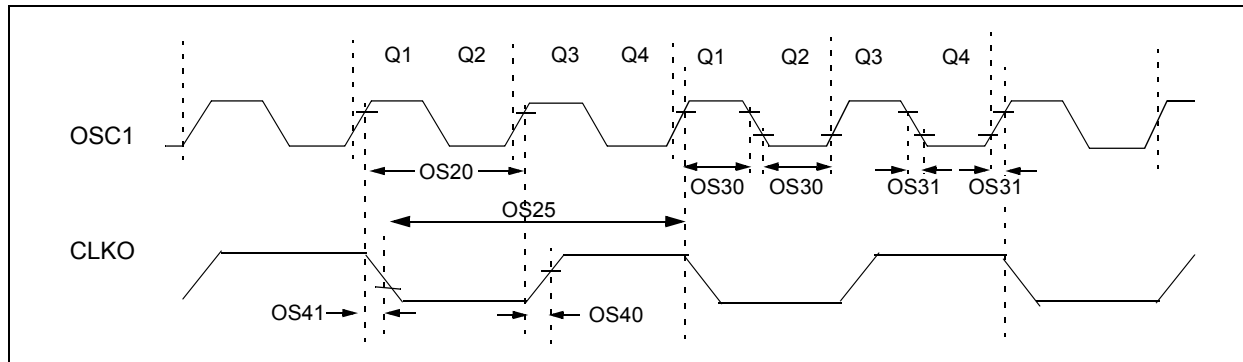 Q1 Q2 Q3 Q4 Q1 Q2 Q3 Q4
OSC1
OS20
OS30 OS30
OS31 OS31
OS25
CLKO
OS41
OS40